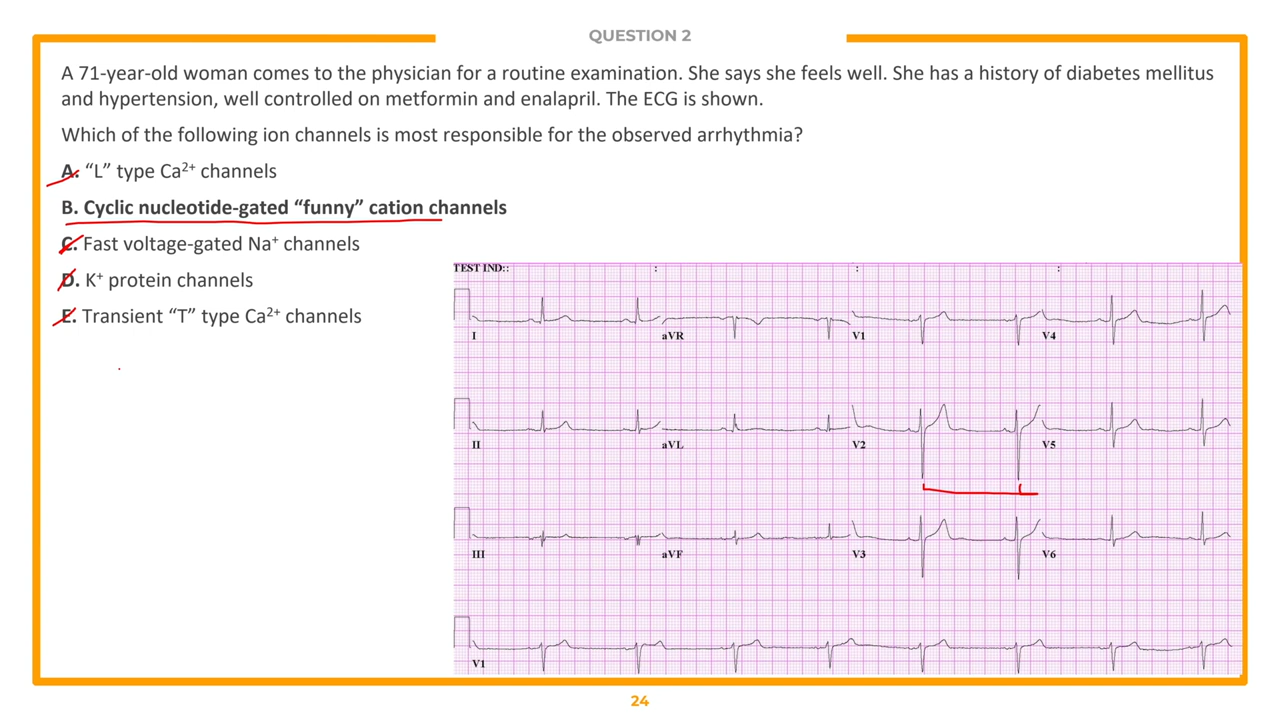 QUESTION 2
A 71-year-old woman comes to the physician for a routine examination. She says she feels well. She has a history of diabetes mellitus
and hypertension, well controlled on metformin and enalapril. The ECG is shown.
Which of the following ion channels is most responsible for the observed arrhythmia?
A. “L” type Ca²⁺ channels
B. Cyclic nucleotide-gated “funny” cation channels
C. Fast voltage-gated Na⁺ channels
D. K⁺ protein channels
E. Transient “T” type Ca²⁺ channels
TEST IND:: : : :
I aVR V1 V4
II aVL V2 V5
III aVF V3 V6
V1
24